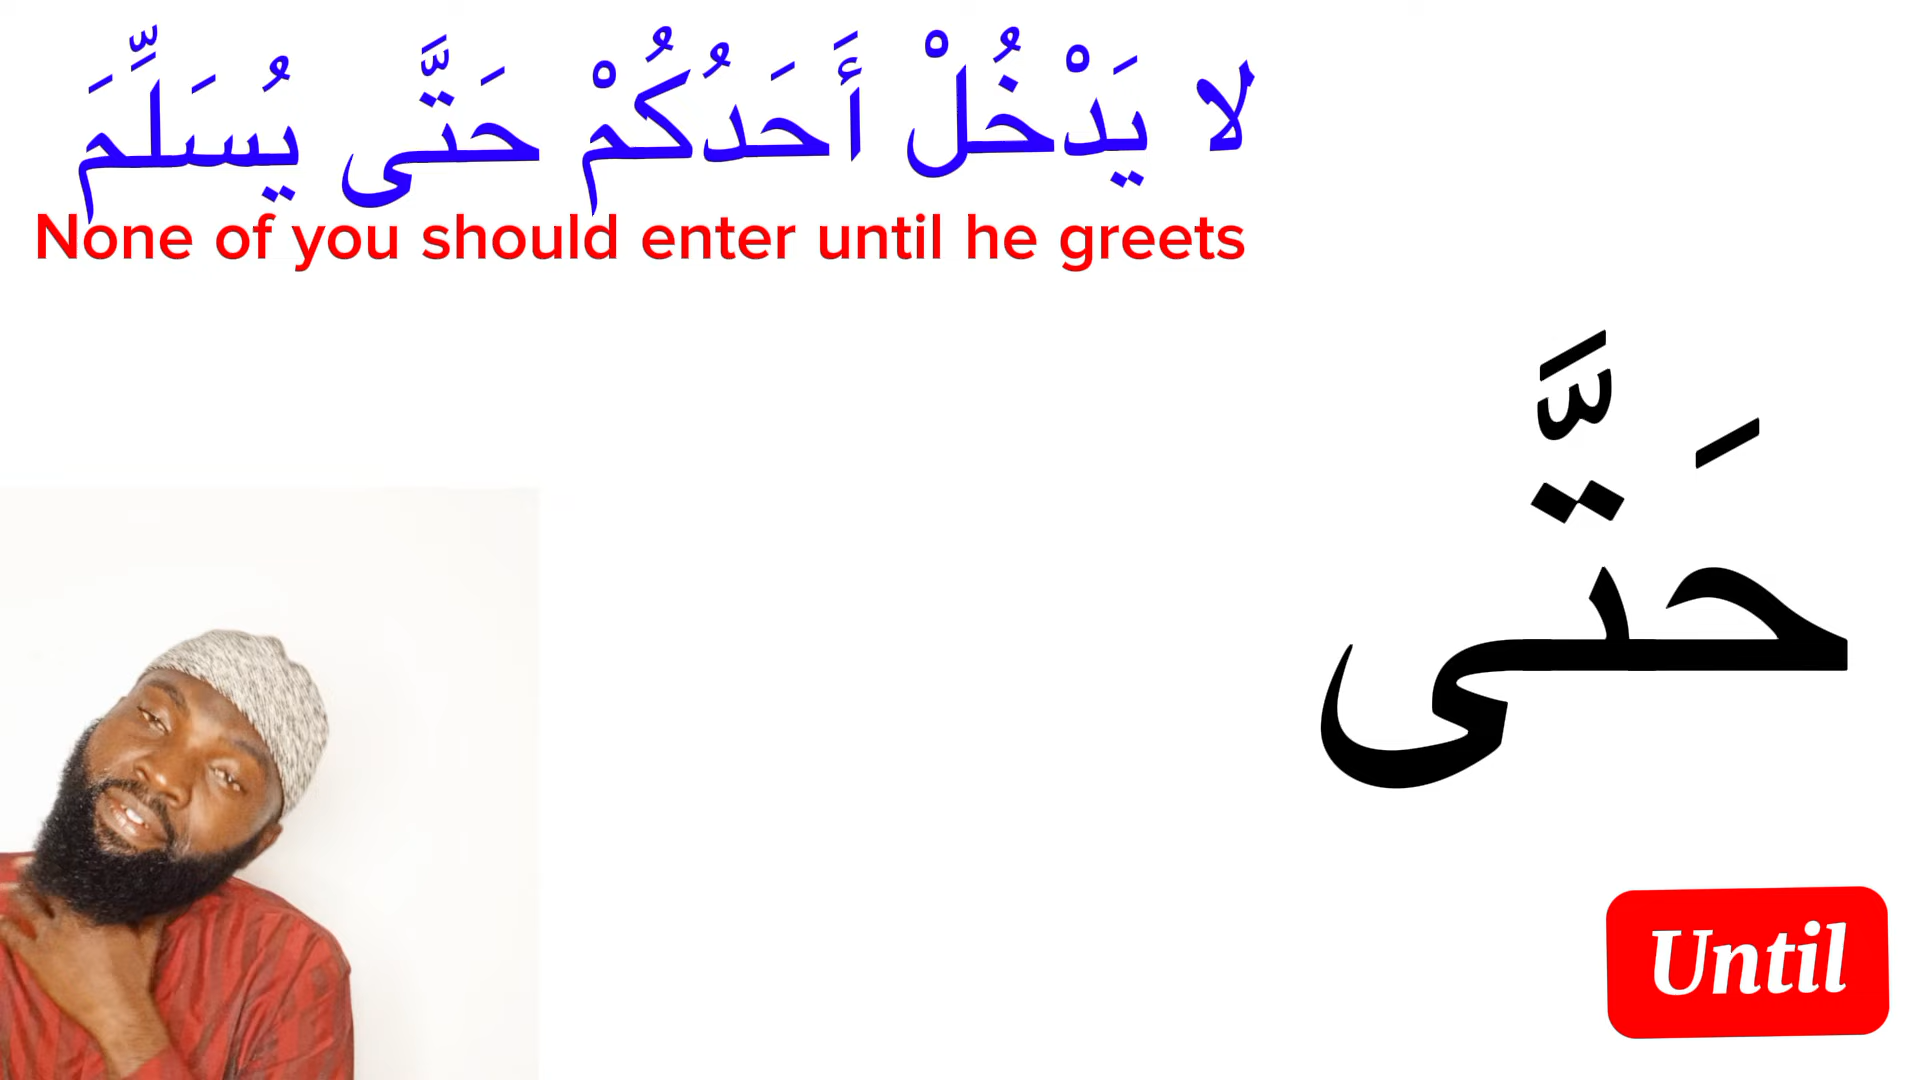 لا يَدْخُلْ أَحَدُكُمْ حَتَّى يُسَلِّمَ
None of you should enter until he greets
حَتَّى
Until